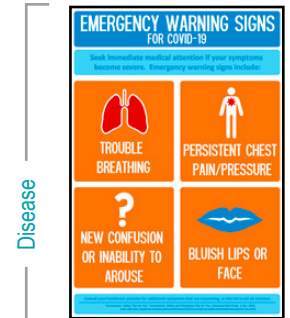 Disease
EMERGENCY WARNING SIGNS
FOR COVID-19
Seek immediate medical attention if your symptoms
become severe. Emergency warning signs include:
TROUBLE
BREATHING
PERSISTENT CHEST
PAIN/PRESSURE
?
NEW CONFUSION
OR INABILITY TO
AROUSE
BLUISH LIPS OR
FACE